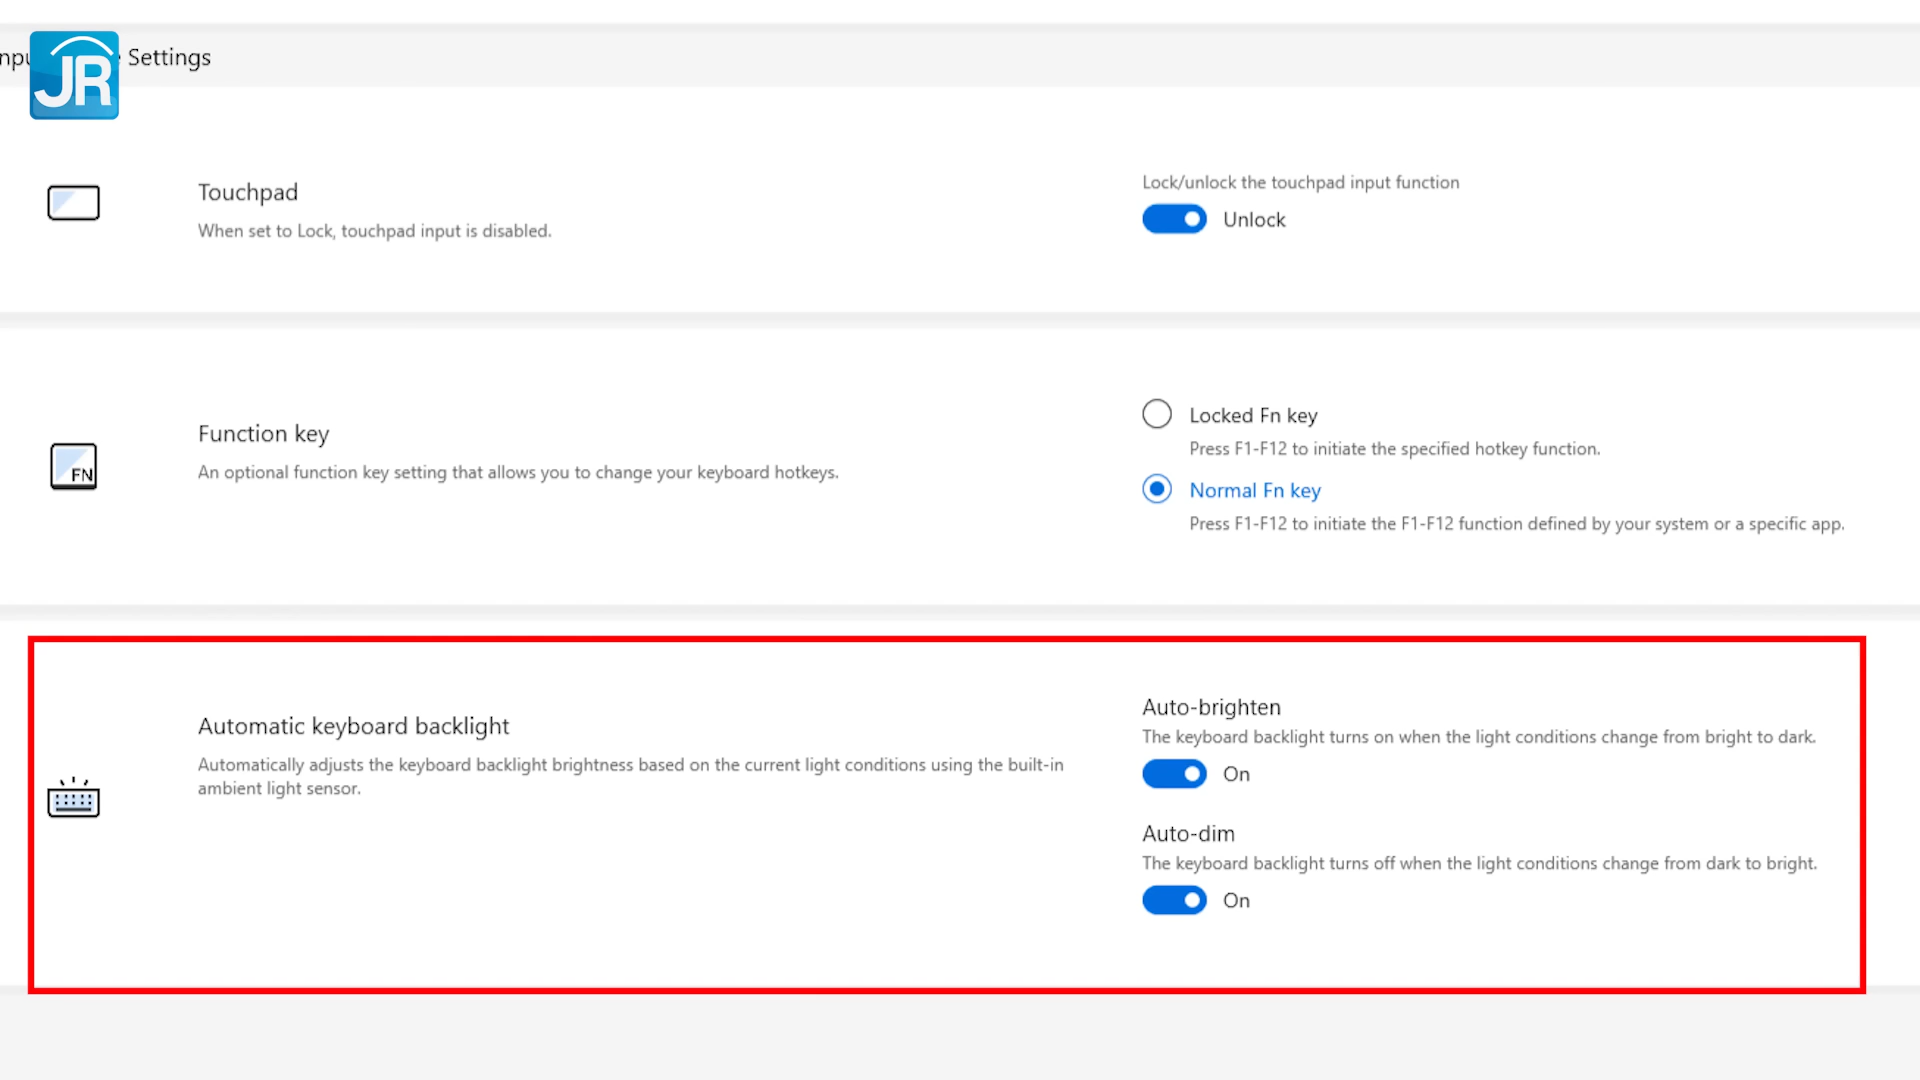 JR
Settings
Touchpad
When set to Lock, touchpad input is disabled.
Lock/unlock the touchpad input function
Unlock
FN
Function key
An optional function key setting that allows you to change your keyboard hotkeys.
Locked Fn key
Press F1-F12 to initiate the specified hotkey function.
Normal Fn key
Press F1-F12 to initiate the F1-F12 function defined by your system or a specific app.
Automatic keyboard backlight
Automatically adjusts the keyboard backlight brightness based on the current light conditions using the built-in
ambient light sensor.
Auto-brighten
The keyboard backlight turns on when the light conditions change from bright to dark.
On
Auto-dim
The keyboard backlight turns off when the light conditions change from dark to bright.
On